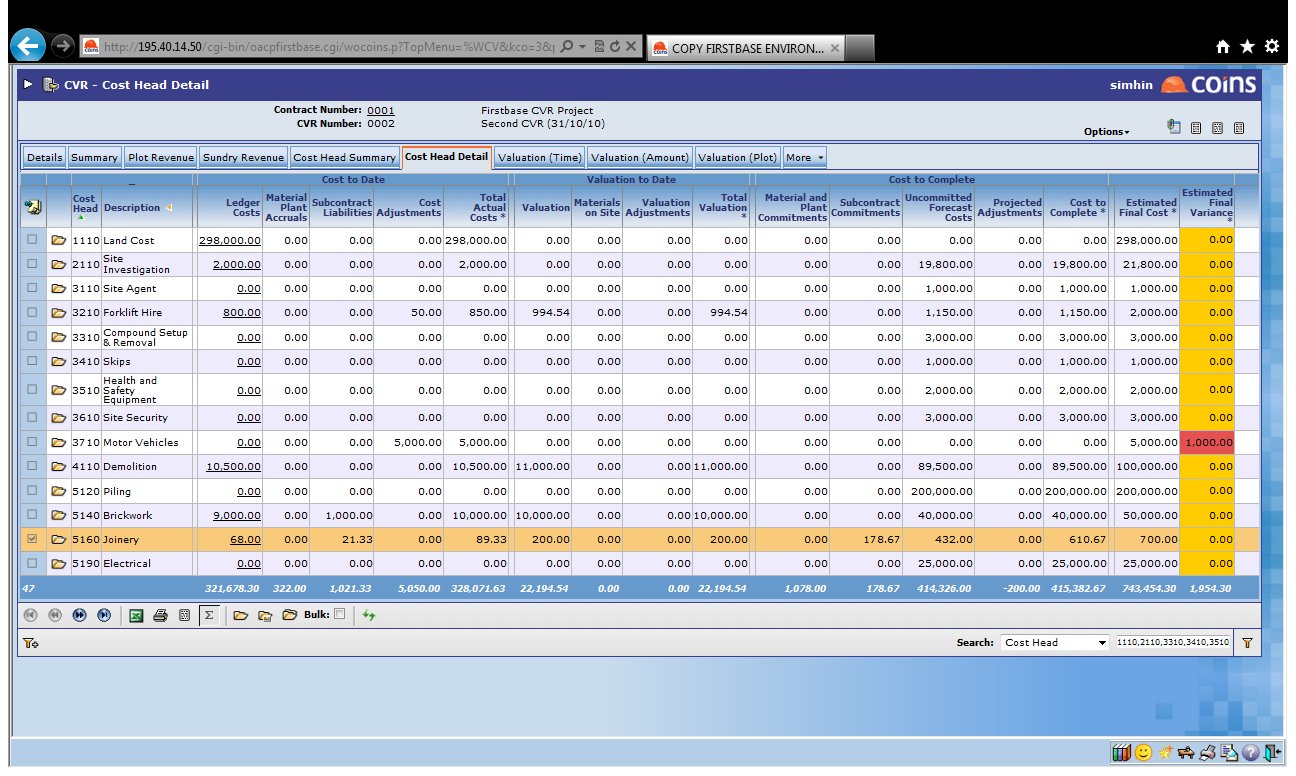 http://195.40.14.50/cgi-bin/oacpfirstbase.cgi/wocoins.p?TopMenu=%WCV&kco=3&
COPY FIRSTBASE ENVIRON...
CVR - Cost Head Detail
simhin coins
Contract Number: 0001 Firstbase CVR Project
CVR Number: 0002 Second CVR (31/10/10)
Options
Details Summary Plot Revenue Sundry Revenue Cost Head Summary Cost Head Detail Valuation (Time) Valuation (Amount) Valuation (Plot) More
Cost to Date Valuation to Date Cost to Complete
Cost Head Description Ledger Costs Material Plant Accruals Subcontract Liabilities Cost Adjustments Total Actual Costs * Valuation Materials on Site Valuation Adjustments Total Valuation * Material and Plant Commitments Subcontract Commitments Uncommitted Forecast Costs Projected Adjustments Cost to Complete * Estimated Final Cost * Estimated Final Variance *
1110 Land Cost 298,000.00 0.00 0.00 0.00 298,000.00 0.00 0.00 0.00 0.00 0.00 0.00 0.00 0.00 0.00 298,000.00 0.00
2110 Site Investigation 2,000.00 0.00 0.00 0.00 2,000.00 0.00 0.00 0.00 0.00 0.00 0.00 19,800.00 0.00 19,800.00 21,800.00 0.00
3110 Site Agent 0.00 0.00 0.00 0.00 0.00 0.00 0.00 0.00 0.00 0.00 0.00 1,000.00 0.00 1,000.00 1,000.00 0.00
3210 Forklift Hire 800.00 0.00 0.00 50.00 850.00 994.54 0.00 0.00 994.54 0.00 0.00 1,150.00 0.00 1,150.00 2,000.00 0.00
3310 Compound Setup & Removal 0.00 0.00 0.00 0.00 0.00 0.00 0.00 0.00 0.00 0.00 0.00 3,000.00 0.00 3,000.00 3,000.00 0.00
3410 Skips 0.00 0.00 0.00 0.00 0.00 0.00 0.00 0.00 0.00 0.00 0.00 1,000.00 0.00 1,000.00 1,000.00 0.00
3510 Health and Safety Equipment 0.00 0.00 0.00 0.00 0.00 0.00 0.00 0.00 0.00 0.00 0.00 2,000.00 0.00 2,000.00 2,000.00 0.00
3610 Site Security 0.00 0.00 0.00 0.00 0.00 0.00 0.00 0.00 0.00 0.00 0.00 3,000.00 0.00 3,000.00 3,000.00 0.00
3710 Motor Vehicles 0.00 0.00 0.00 5,000.00 5,000.00 0.00 0.00 0.00 0.00 0.00 0.00 0.00 0.00 0.00 5,000.00 1,000.00
4110 Demolition 10,500.00 0.00 0.00 0.00 10,500.00 11,000.00 0.00 0.00 11,000.00 0.00 0.00 89,500.00 0.00 89,500.00 100,000.00 0.00
5120 Piling 0.00 0.00 0.00 0.00 0.00 0.00 0.00 0.00 0.00 0.00 0.00 200,000.00 0.00 200,000.00 200,000.00 0.00
5140 Brickwork 9,000.00 0.00 1,000.00 0.00 10,000.00 10,000.00 0.00 0.00 10,000.00 0.00 0.00 40,000.00 0.00 40,000.00 50,000.00 0.00
5160 Joinery 68.00 0.00 21.33 0.00 89.33 200.00 0.00 0.00 200.00 0.00 178.67 432.00 0.00 610.67 700.00 0.00
5190 Electrical 0.00 0.00 0.00 0.00 0.00 0.00 0.00 0.00 0.00 0.00 0.00 25,000.00 0.00 25,000.00 25,000.00 0.00
47 321,678.30 322.00 1,021.33 5,050.00 328,071.63 22,194.54 0.00 0.00 22,194.54 1,078.00 178.67 414,326.00 -200.00 415,382.67 743,454.30 1,954.30
Σ Bulk:
Search: Cost Head 1110,2110,3310,3410,3510